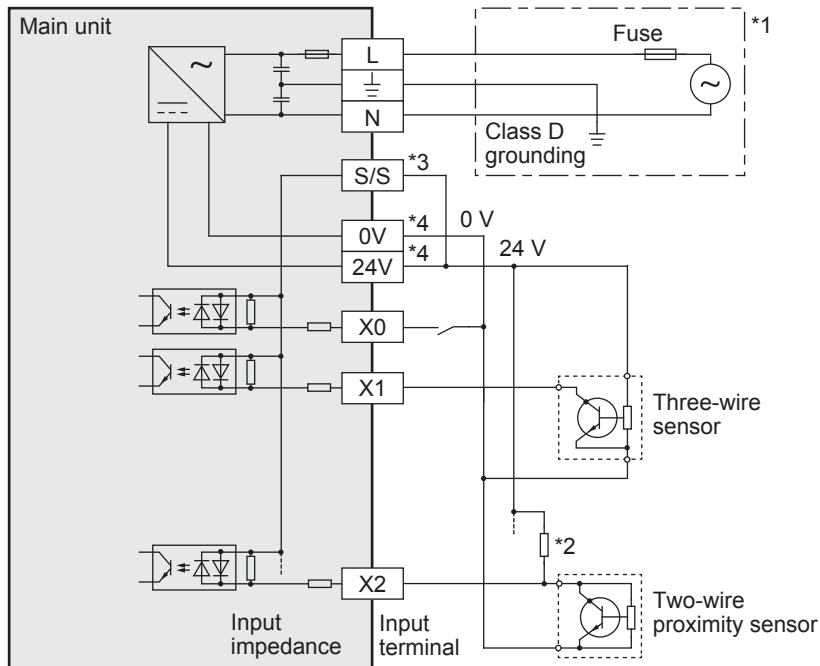 Main unit
L
N
S/S
0V
24V
X0
X1
X2
Fuse
*1
Class D
grounding
*3
*4
*4
0 V
24 V
Three-wire
sensor
*2
Two-wire
proximity sensor
Input
impedance
Input
terminal